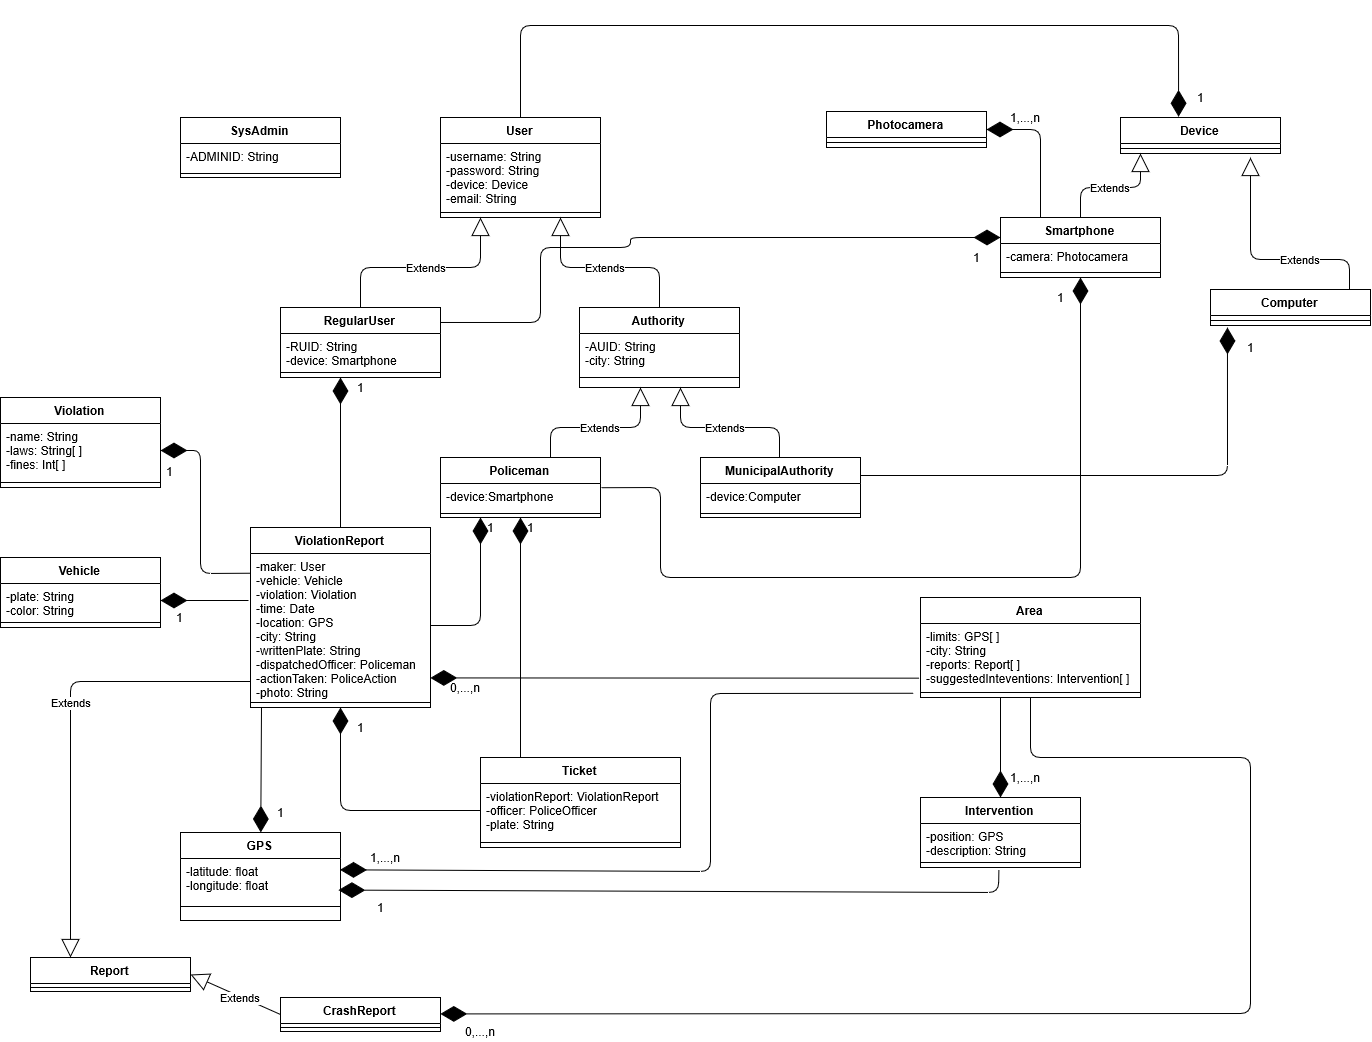 1
SysAdmin
-ADMINID: String
User
-username: String
-password: String
-device: Device
-email: String
Photocamera
1,...,n
Device
Extends
Smartphone
-camera: Photocamera
1
1
Extends
Computer
1
Extends
Extends
RegularUser
-RUID: String
-device: Smartphone
1
Authority
-AUID: String
-city: String
Extends
Extends
Violation
-name: String
-laws: String[ ]
-fines: Int[ ]
1
Policeman
-device:Smartphone
1
1
MunicipalAuthority
-device:Computer
ViolationReport
-maker: User
-vehicle: Vehicle
-violation: Violation
-time: Date
-location: GPS
-city: String
-writtenPlate: String
-dispatchedOfficer: Policeman
-actionTaken: PoliceAction
-photo: String
Vehicle
-plate: String
-color: String
1
Area
-limits: GPS[ ]
-city: String
-reports: Report[ ]
-suggestedInteventions: Intervention[ ]
0,...,n
Extends
1
Ticket
-violationReport: ViolationReport
-officer: PoliceOfficer
-plate: String
1,...,n
Intervention
-position: GPS
-description: String
1
GPS
-latitude: float
-longitude: float
1,...,n
1
Report
Extends
CrashReport
0,...,n